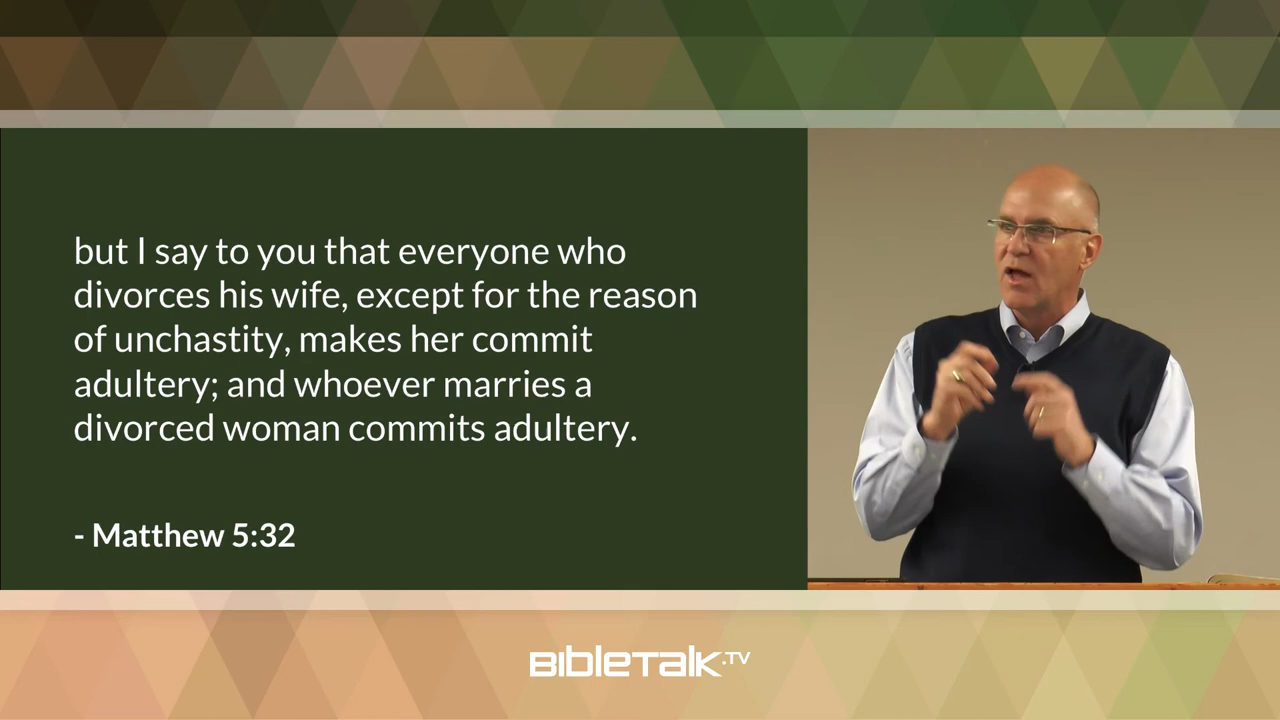 but I say to you that everyone who
divorces his wife, except for the reason
of unchastity, makes her commit
adultery; and whoever marries a
divorced woman commits adultery.
- Matthew 5:32
BIBLETALK.TV